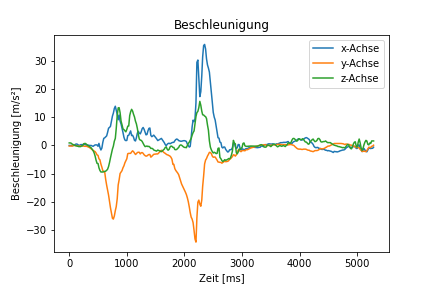 Beschleunigung
x-Achse
y-Achse
z-Achse
Beschleunigung [m/s²]
30
20
10
0
−10
−20
−30
0 1000 2000 3000 4000 5000
Zeit [ms]